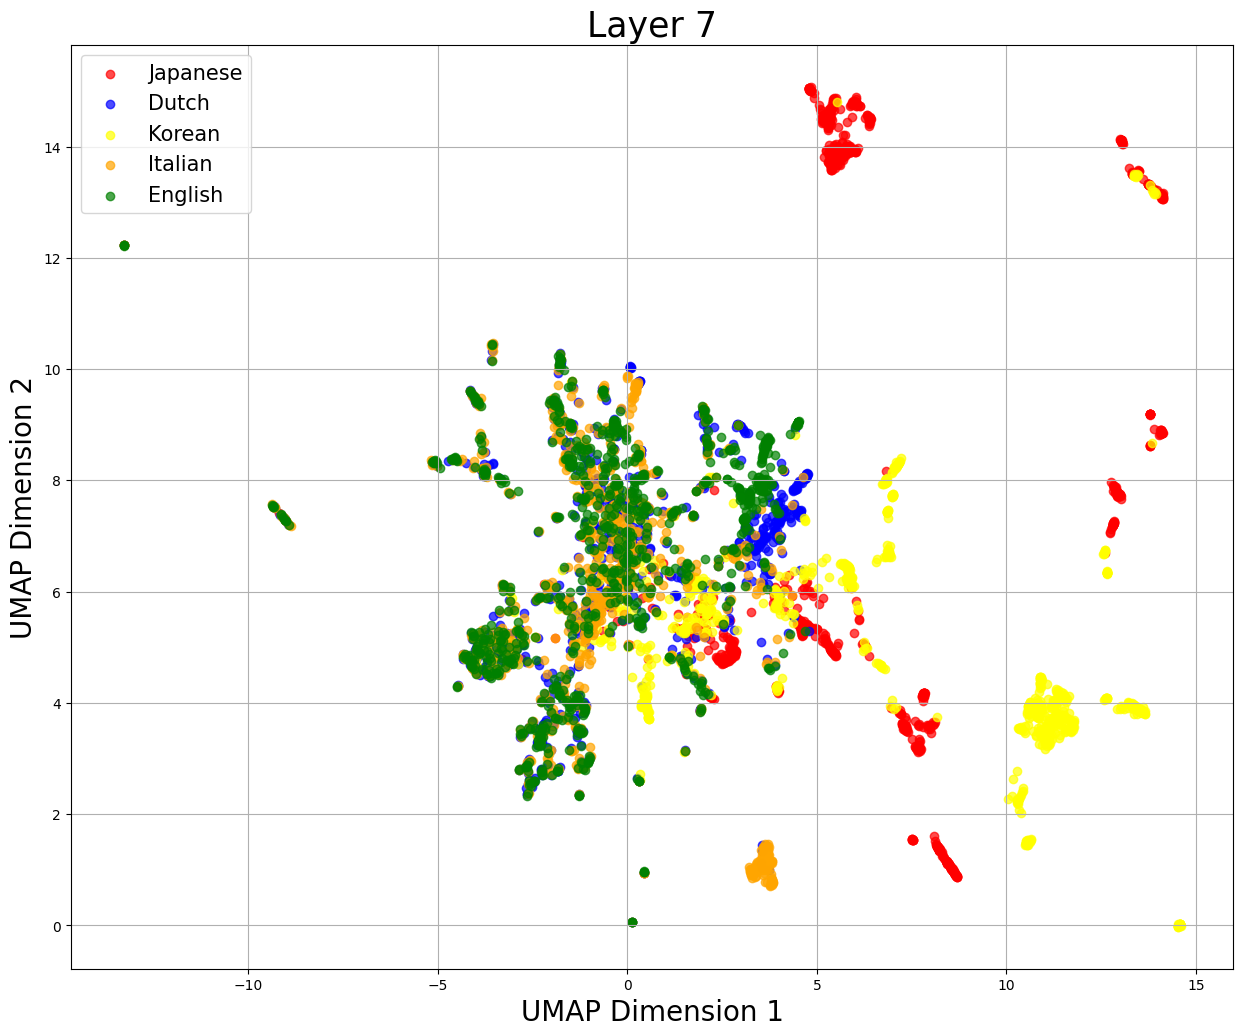 Layer 7
Japanese
Dutch
Korean
Italian
English
14
12
10
8
6
4
2
0
UMAP Dimension 2
−10
−5
0
5
10
15
UMAP Dimension 1